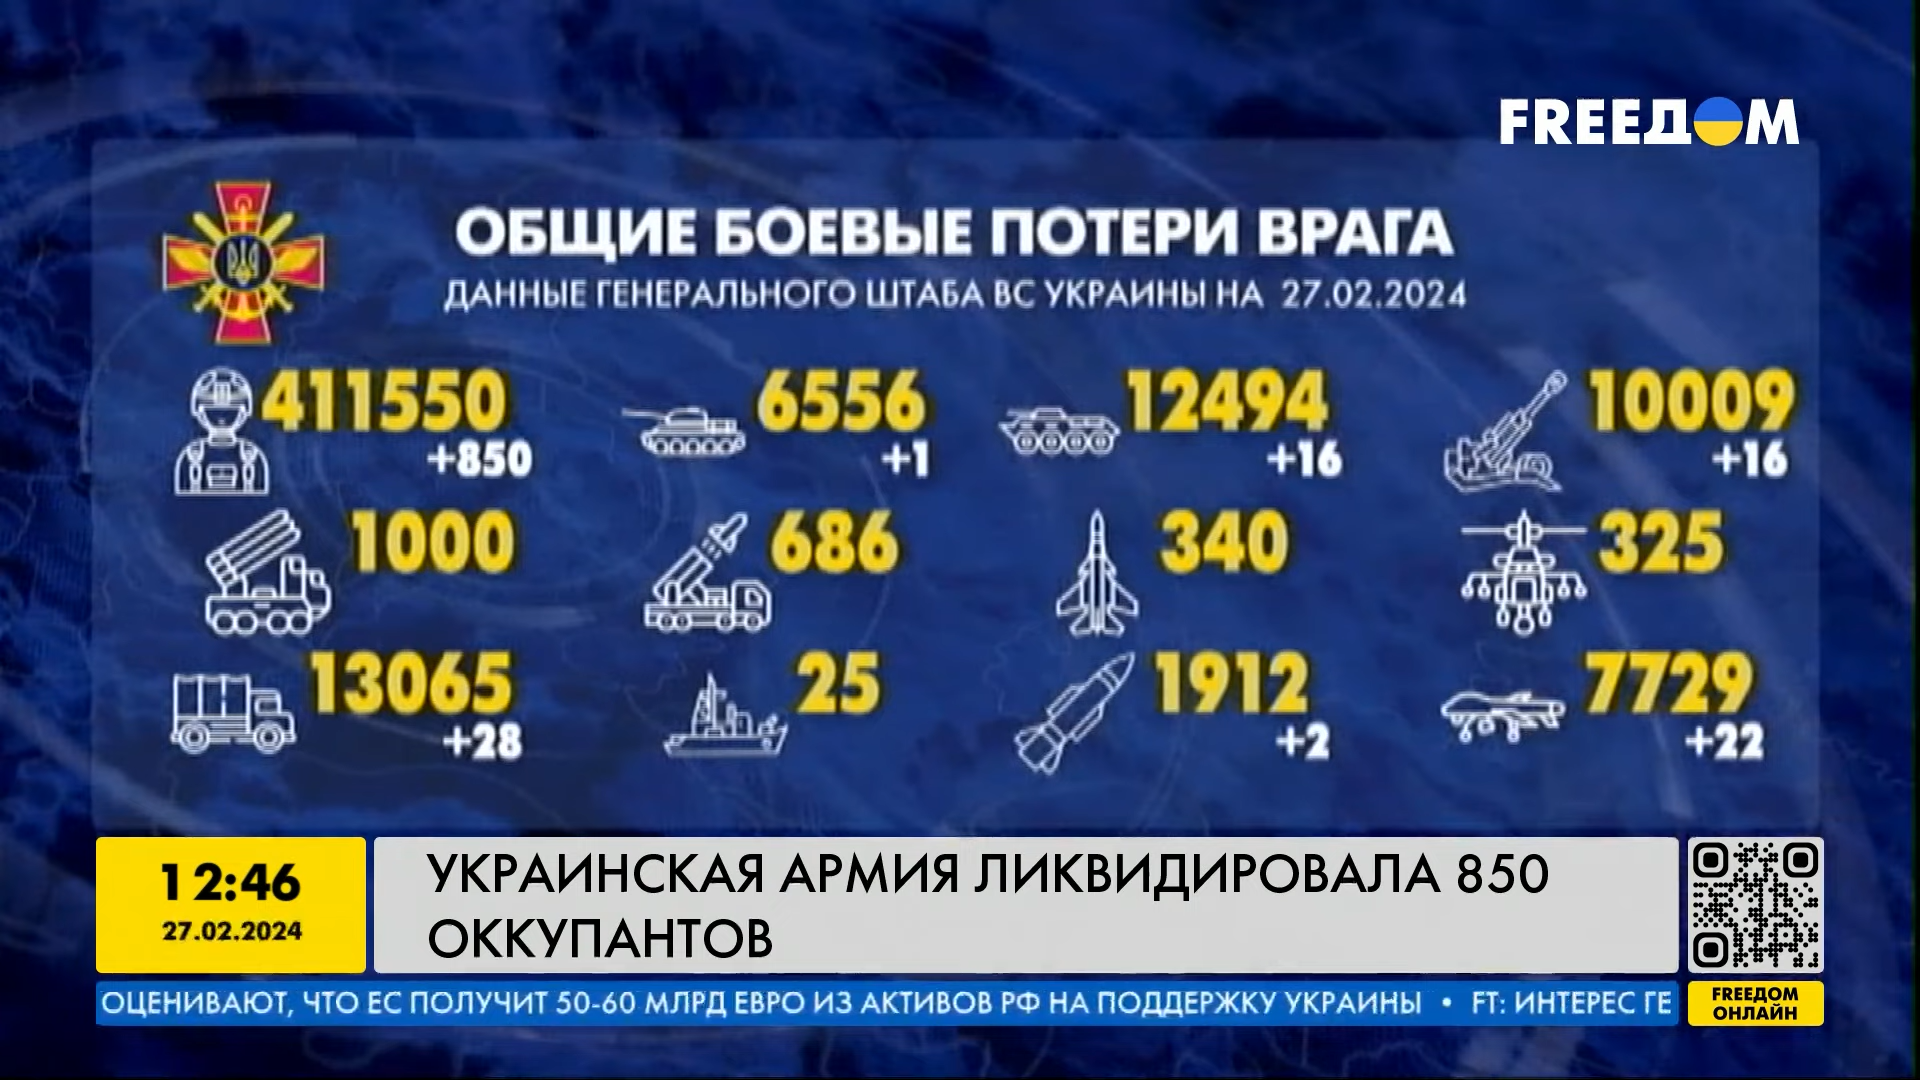 FREEДОM
ОБЩИЕ БОЕВЫЕ ПОТЕРИ ВРАГА
ДАННЫЕ ГЕНЕРАЛЬНОГО ШТАБА ВС УКРАИНЫ НА 27.02.2024
411550 6556 12494 10009
+850 +1 +16 +16
1000 686 340 325
13065 25 1912 7729
+28 +2 +22
12:46
27.02.2024
УКРАИНСКАЯ АРМИЯ ЛИКВИДИРОВАЛА 850
ОККУПАНТОВ
ОЦЕНИВАЮТ, ЧТО ЕС ПОЛУЧИТ 50-60 МЛРД ЕВРО ИЗ АКТИВОВ РФ НА ПОДДЕРЖКУ УКРАИНЫ • FT: ИНТЕРЕС ГЕ
FREEДОМ
ОНЛАЙН